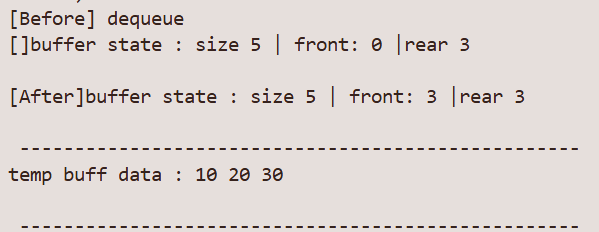 [Before] dequeue
[]buffer state : size 5 | front: 0 |rear 3
[After]buffer state : size 5 | front: 3 |rear 3
---------------------------------------------------
temp buff data : 10 20 30
---------------------------------------------------